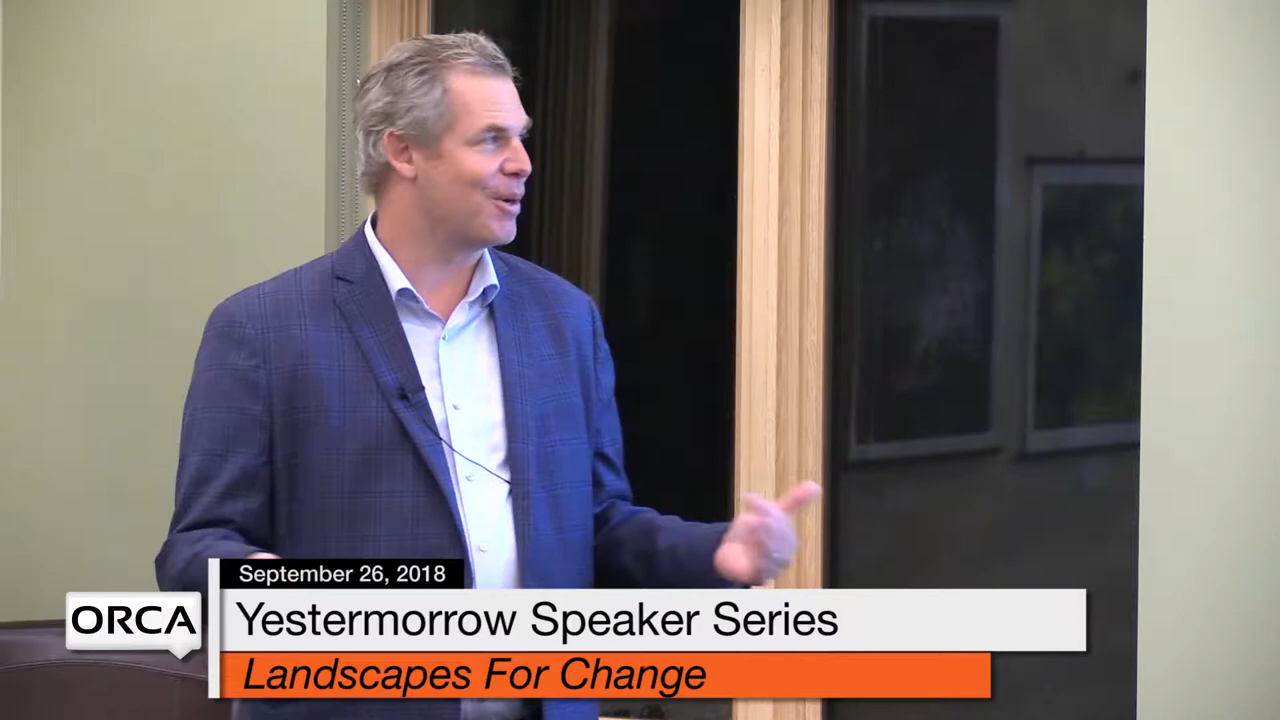 September 26, 2018
ORCA
Yestermorrow Speaker Series
Landscapes For Change